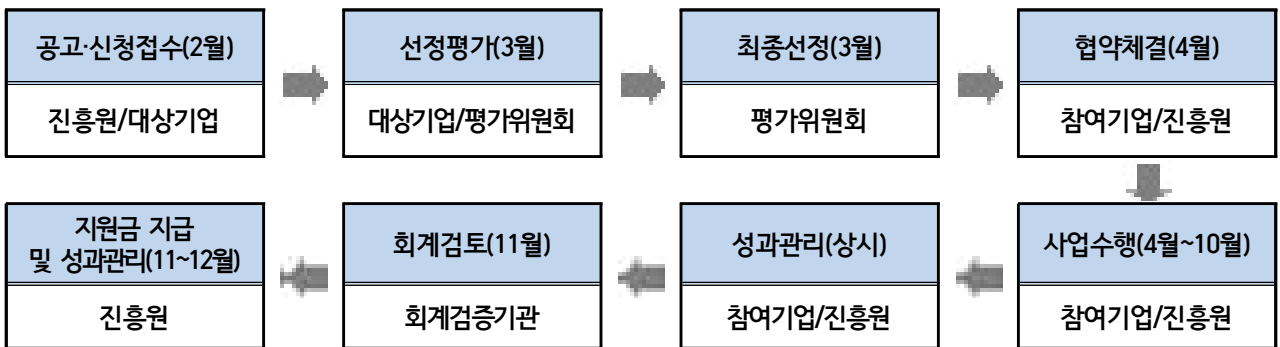 공고·신청접수(2월)
진흥원/대상기업
선정평가(3월)
대상기업/평가위원회
최종선정(3월)
평가위원회
협약체결(4월)
참여기업/진흥원
사업수행(4월~10월)
참여기업/진흥원
성과관리(상시)
참여기업/진흥원
회계검토(11월)
회계검증기관
지원금 지급
및 성과관리(11~12월)
진흥원